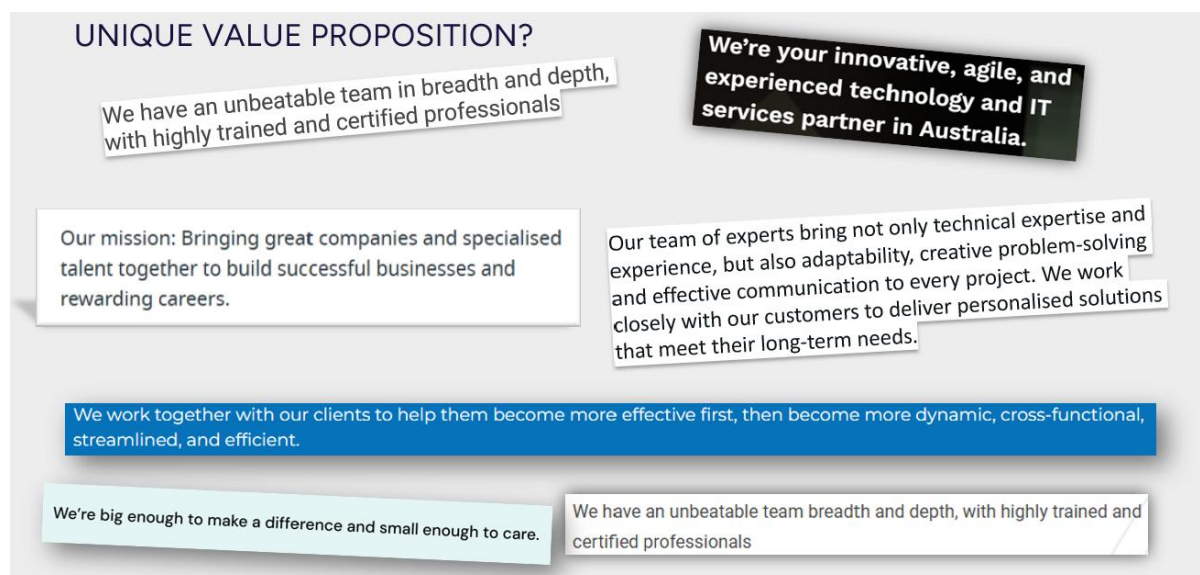 UNIQUE VALUE PROPOSITION?
We have an unbeatable team in breadth and depth,
with highly trained and certified professionals
We're your innovative, agile, and
experienced technology and IT
services partner in Australia.
Our mission: Bringing great companies and specialised
talent together to build successful businesses and
rewarding careers.
Our team of experts bring not only technical expertise and
experience, but also adaptability, creative problem-solving
and effective communication to every project. We work
closely with our customers to deliver personalised solutions
that meet their long-term needs.
We work together with our clients to help them become more effective first, then become more dynamic, cross-functional,
streamlined, and efficient.
We're big enough to make a difference and small enough to care.
We have an unbeatable team breadth and depth, with highly trained and
certified professionals